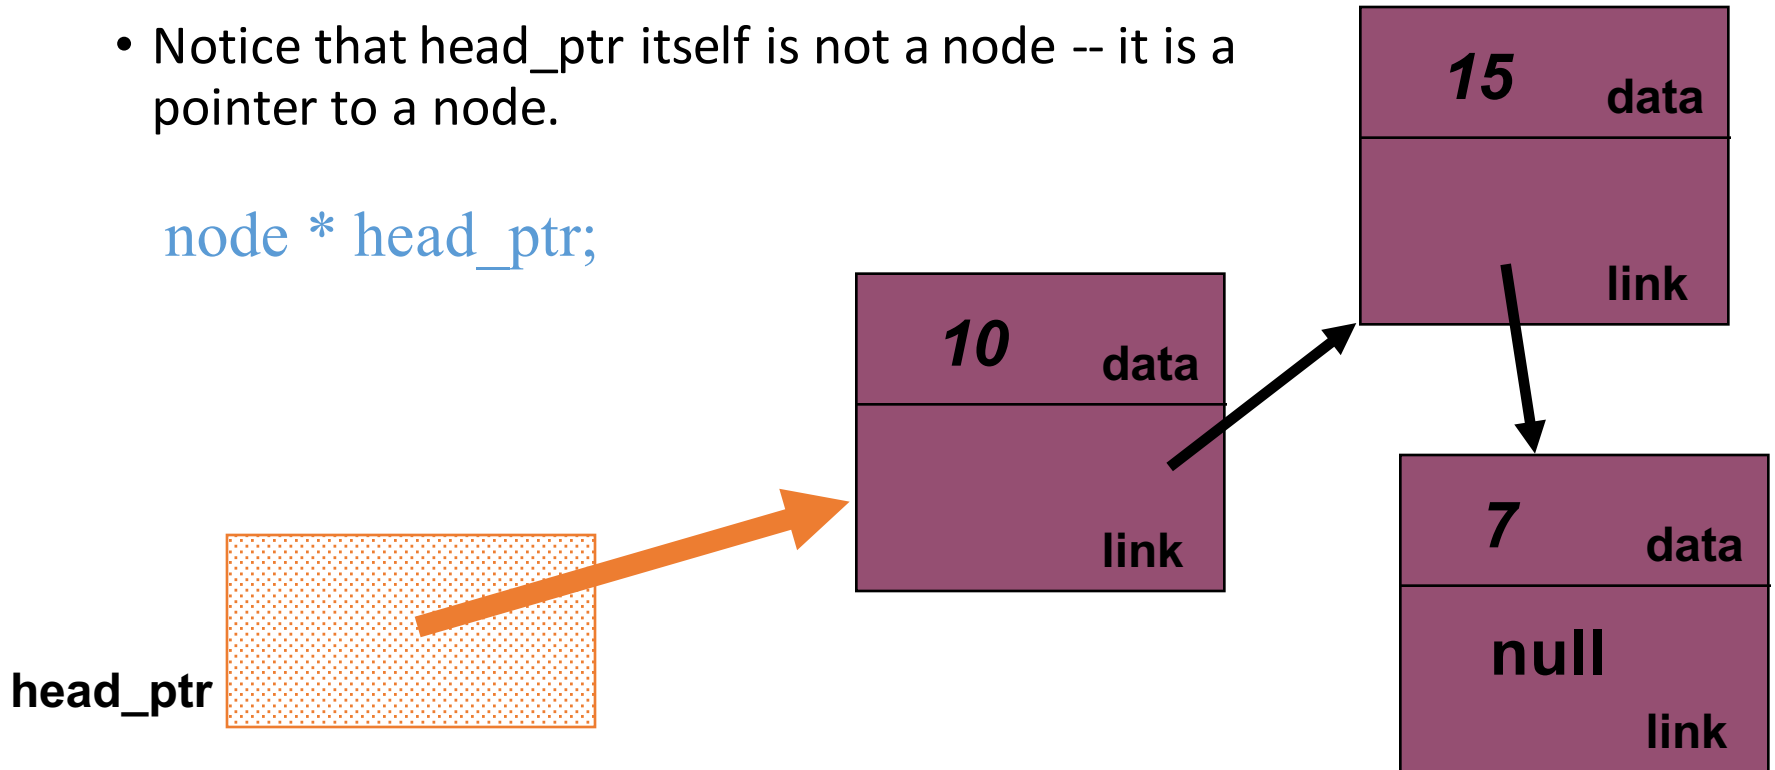 • Notice that head_ptr itself is not a node -- it is a
pointer to a node.
node * head_ptr;
15
data
link
10
data
link
7
data
null
link
head_ptr